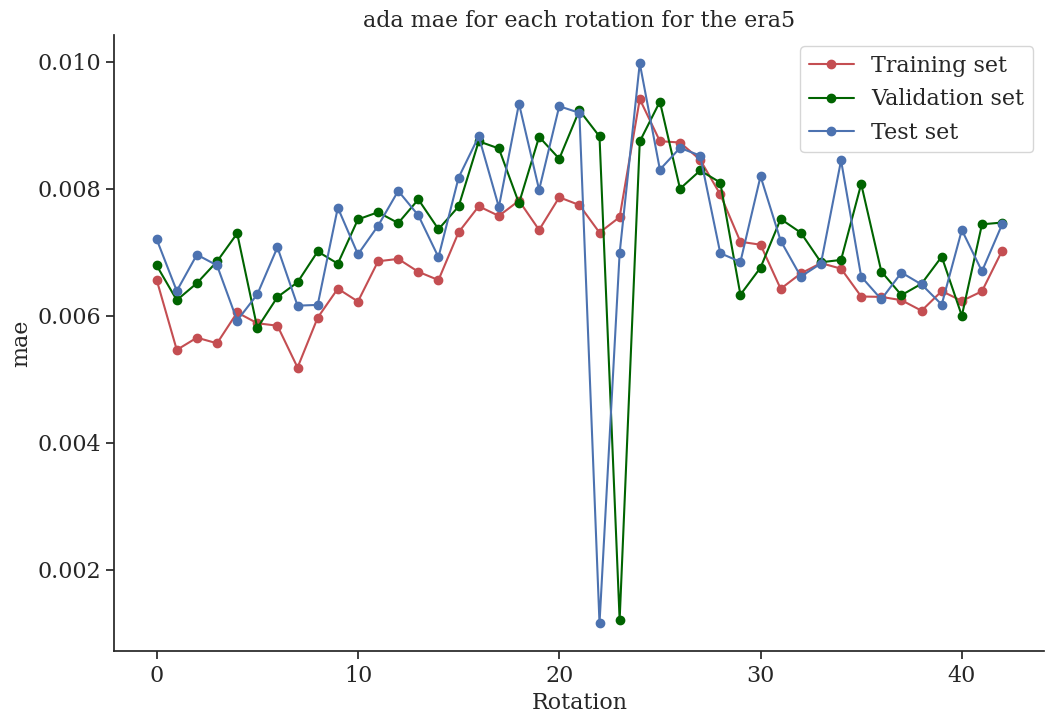 ada mae for each rotation for the era5
0.010
0.008
0.006
0.004
0.002
mae
0 10 20 30 40
Rotation
Training set
Validation set
Test set